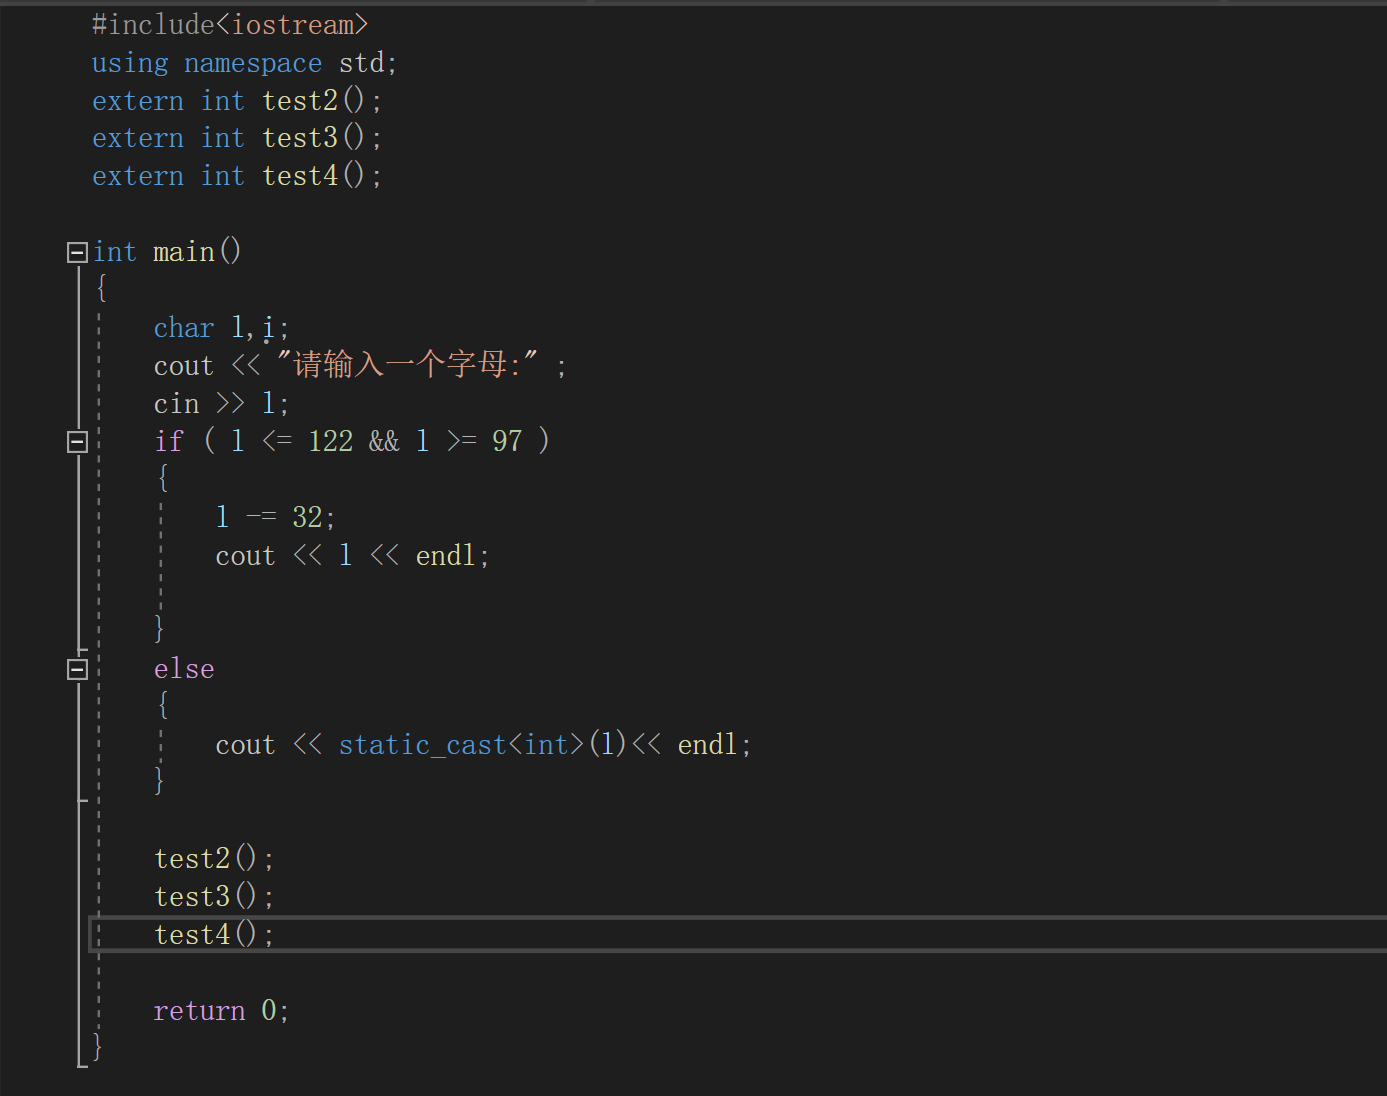 #include<iostream>
using namespace std;
extern int test2();
extern int test3();
extern int test4();
int main()
{
char l,i;
cout << "请输入一个字母:" ;
cin >> l;
if ( l <= 122 && l >= 97 )
{
l -= 32;
cout << l << endl;
}
else
{
cout << static_cast<int>(l)<< endl;
}
test2();
test3();
test4();
return 0;
}